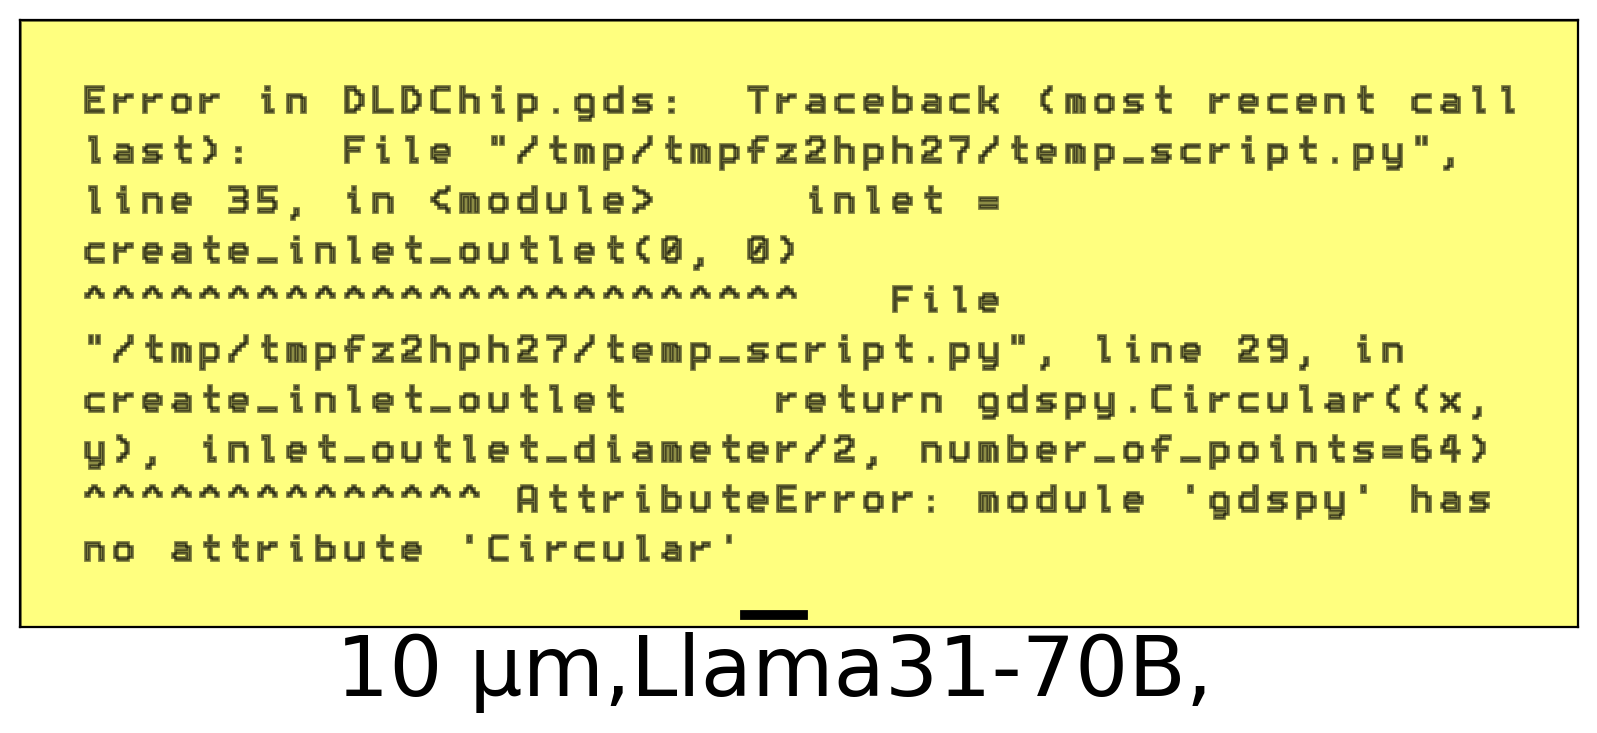 Error in DLDChip.gds:  Traceback (most recent call
last):   File "/tmp/tmpfz2hph27/temp_script.py",
line 35, in <module>     inlet =
create_inlet_outlet(0, 0)
^^^^^^^^^^^^^^^^^^^^^^^^^   File
"/tmp/tmpfz2hph27/temp_script.py", line 29, in
create_inlet_outlet     return gdspy.Circular((x,
y), inlet_outlet_diameter/2, number_of_points=64)
^^^^^^^^^^^^^^ AttributeError: module 'gdspy' has
no attribute 'Circular'
10 μm,Llama31-70B,